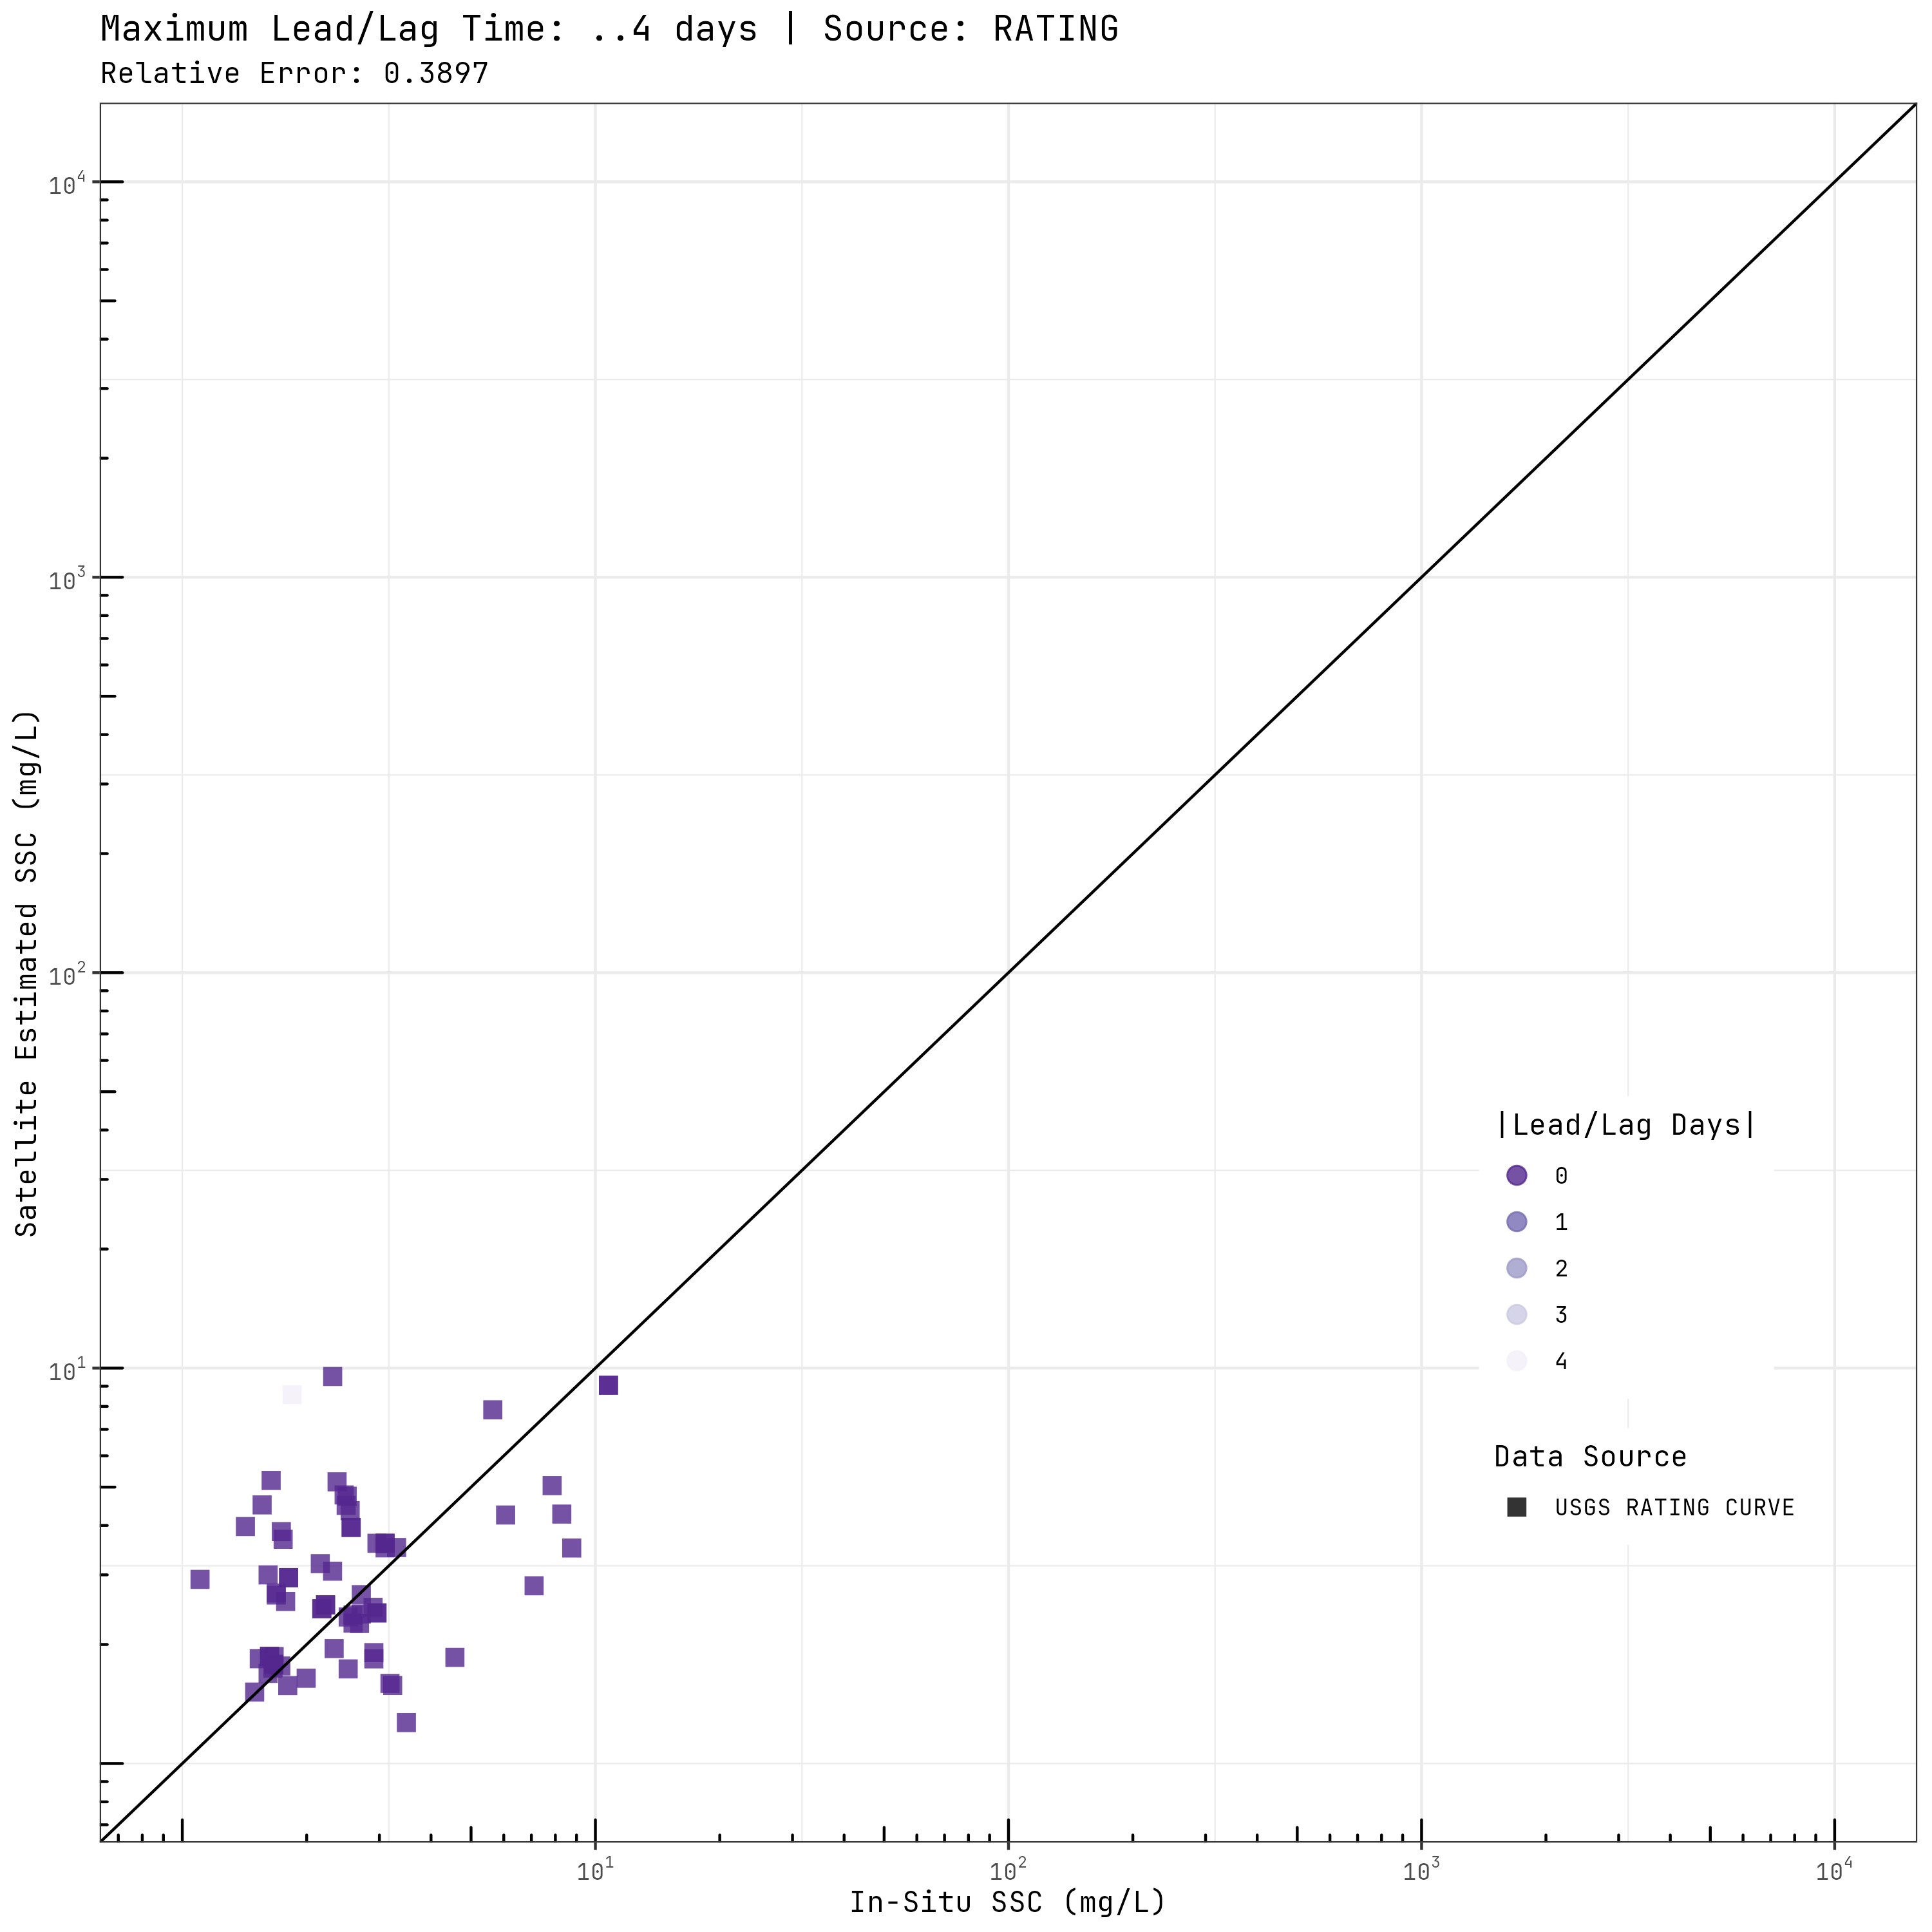 Maximum Lead/Lag Time: ..4 days | Source: RATING
Relative Error: 0.3897
10⁴
10³
10²
10¹
Satellite Estimated SSC (mg/L)
|Lead/Lag Days|
0
1
2
3
4
Data Source
USGS RATING CURVE
10¹
10²
10³
10⁴
In-Situ SSC (mg/L)